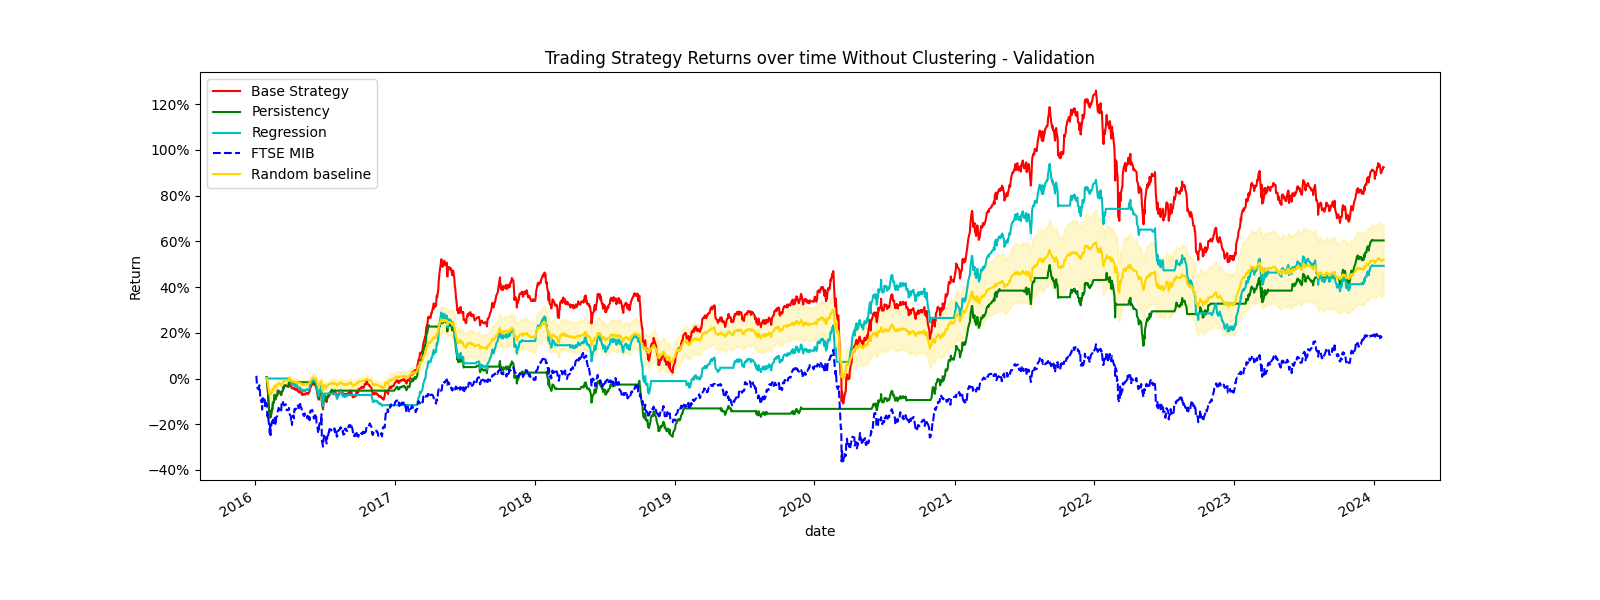 Trading Strategy Returns over time Without Clustering - Validation
Base Strategy
Persistency
Regression
FTSE MIB
Random baseline
120%
100%
80%
60%
40%
20%
0%
−20%
−40%
Return
2016 2017 2018 2019 2020 2021 2022 2023 2024
date